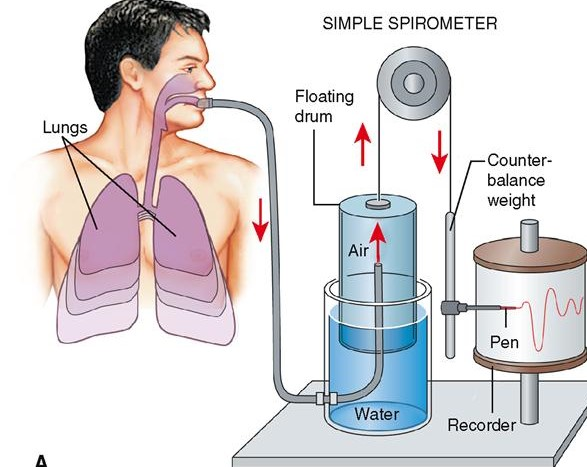 SIMPLE SPIROMETER
Floating
drum
Lungs
Counter-
balance
weight
Air
Pen
Water
Recorder
A